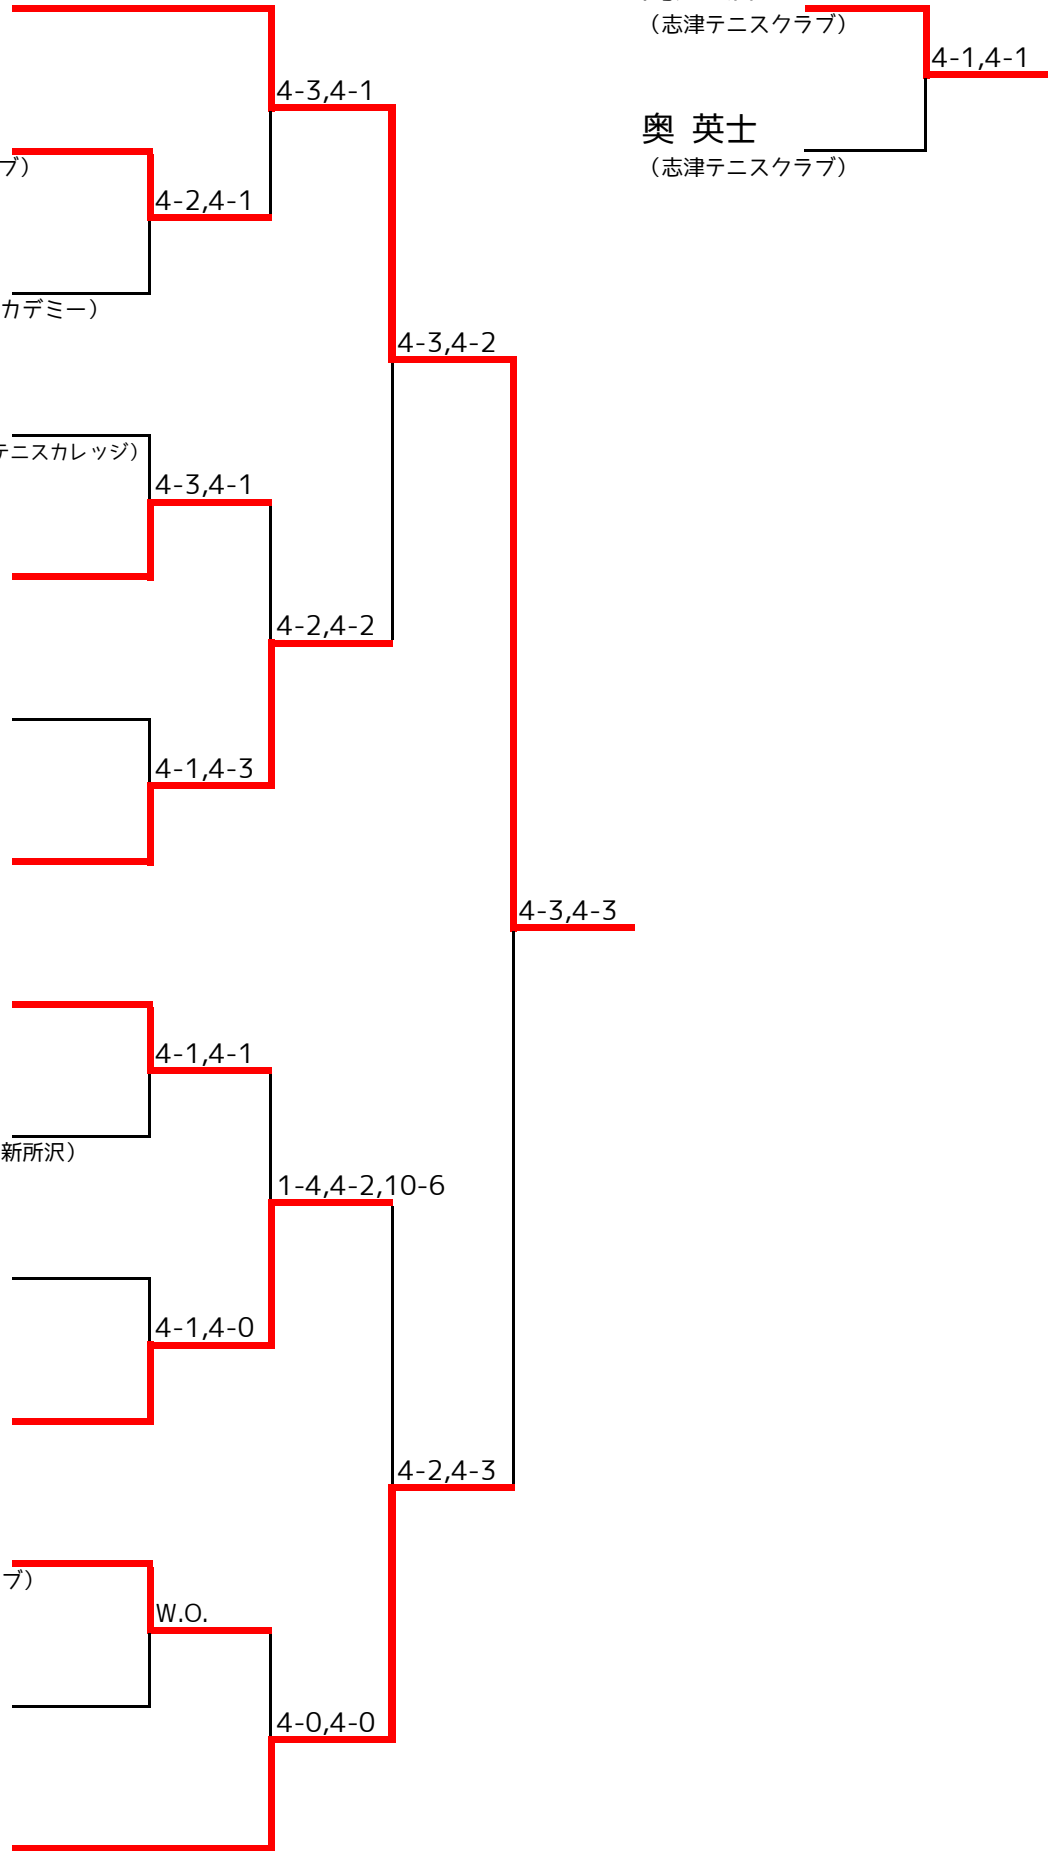 （志津テニスクラブ）
4-1,4-1
4-3,4-1
奥 英士
（志津テニスクラブ）
ブ）
4-2,4-1
カデミー）
4-3,4-2
テニスカレッジ）
4-3,4-1
4-2,4-2
4-1,4-3
4-3,4-3
4-1,4-1
新所沢）
1-4,4-2,10-6
4-1,4-0
4-2,4-3
ブ）
W.O.
4-0,4-0